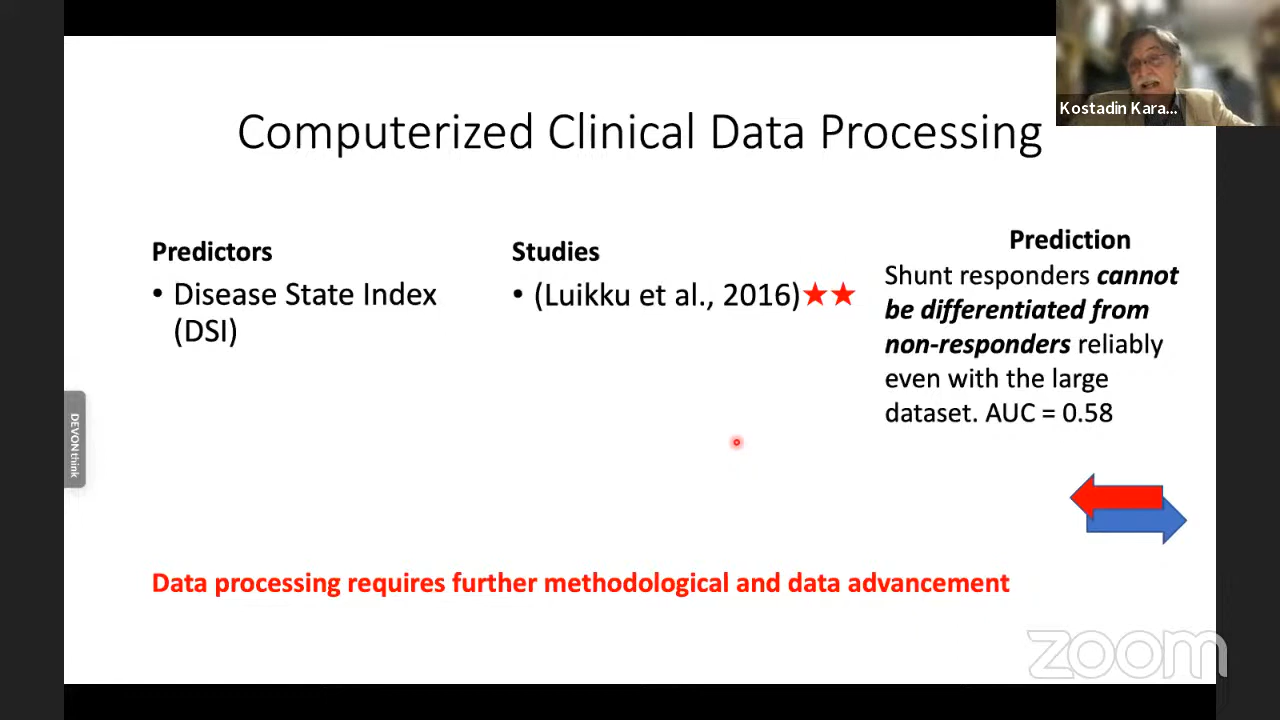 Kostadin Kara...
Computerized Clinical Data Processing
Predictors
• Disease State Index
(DSI)
Studies
• (Luikku et al., 2016)★★
Prediction
Shunt responders cannot
be differentiated from
non-responders reliably
even with the large
dataset. AUC = 0.58
DEVONthink
Data processing requires further methodological and data advancement
zoom